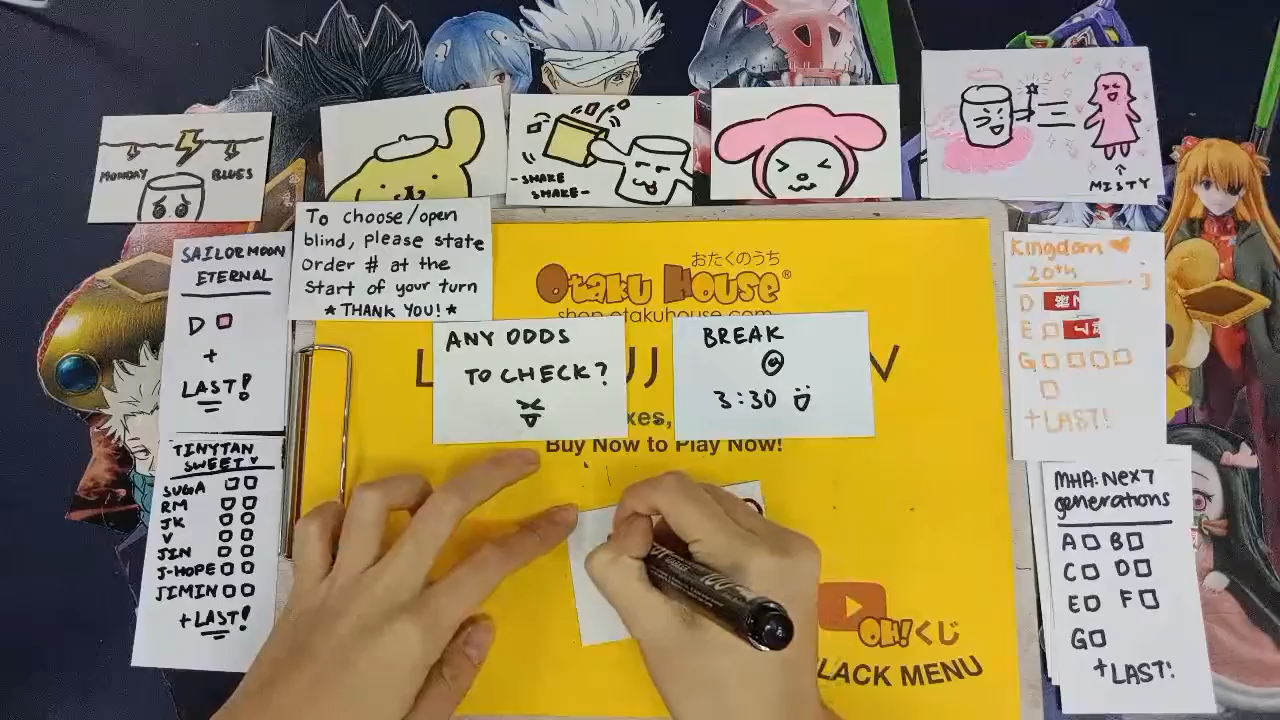 MONDAY BLUES
-SHAKE
SHAKE-
MISTY
SAILORMOON
ETERNAL
D
+
LAST!
To choose/open
blind, please state
Order # at the
Start of your turn
★ THANK YOU! ★
おたくのうち
Otaku House®
shop.otakuhouse.com
ANY ODDS
TO CHECK?
BREAK
@
3:30
Buy Now to Play Now!
Kingdom
20th
D
E
G
+LAST!
TINYTAN
SWEET
SUGA
RM
JK
V
JIN
J-HOPE
JIMIN
+LAST!
MHA: Next
generations
A B
C D
E F
G
+LAST!
Oh!くじ
LACK MENU